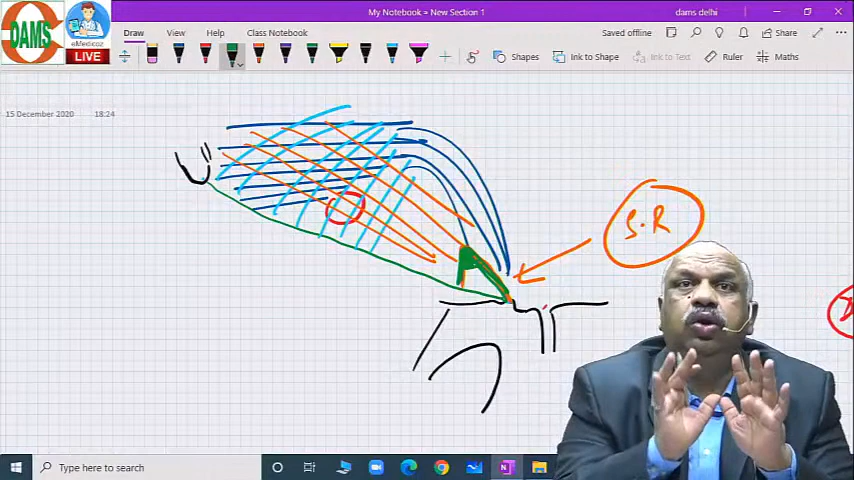 DAMS
eMedicoz
LIVE
My Notebook » New Section 1
dams delhi
Draw View Help Class Notebook
Saved offline
Share
Shapes
Ink to Shape
Ink to Text
Ruler
Maths
15 December 2020 18:24
S.R
Type here to search